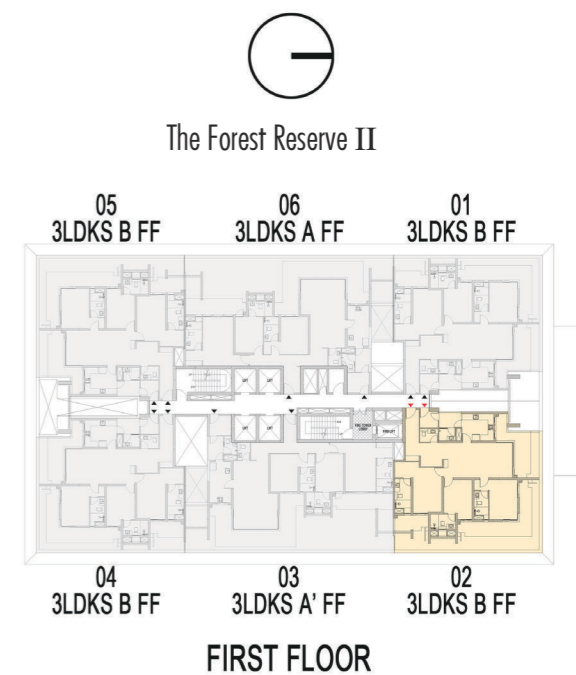 The Forest Reserve II
05
3LDKS B FF
06
3LDKS A FF
01
3LDKS B FF
04
3LDKS B FF
03
3LDKS A' FF
02
3LDKS B FF
FIRST FLOOR